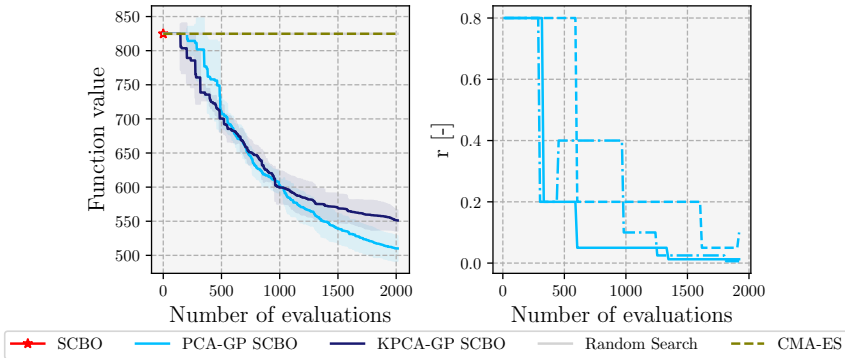 850
800
750
700
650
600
550
500
Function value
0
500
1000
1500
2000
Number of evaluations
0.8
0.6
0.4
0.2
0.0
r [-]
0
500
1000
1500
2000
Number of evaluations
SCBO
PCA-GP SCBO
KPCA-GP SCBO
Random Search
CMA-ES